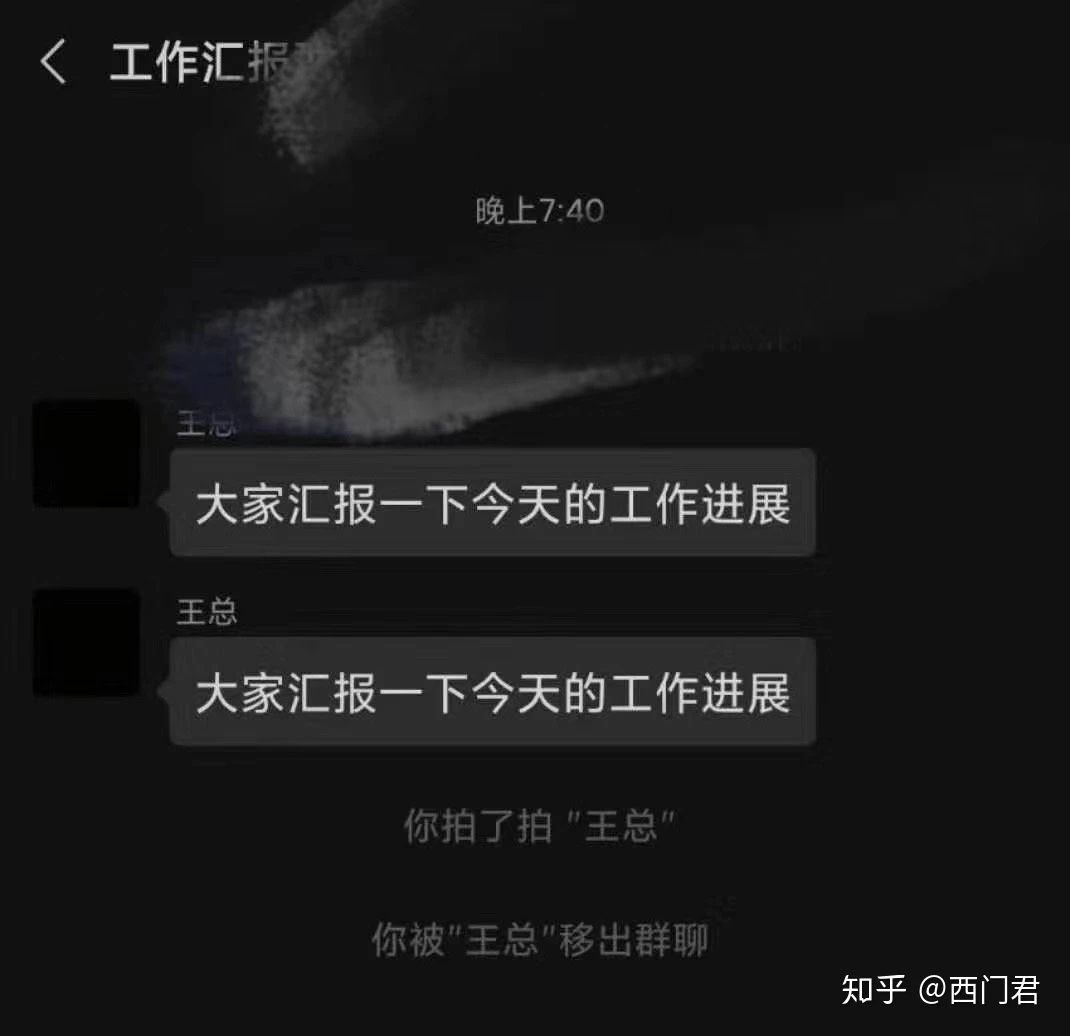 工作汇报
晚上7:40
王总
大家汇报一下今天的工作进展
王总
大家汇报一下今天的工作进展
你拍了拍 "王总"
你被"王总"移出群聊
知乎 @西门君